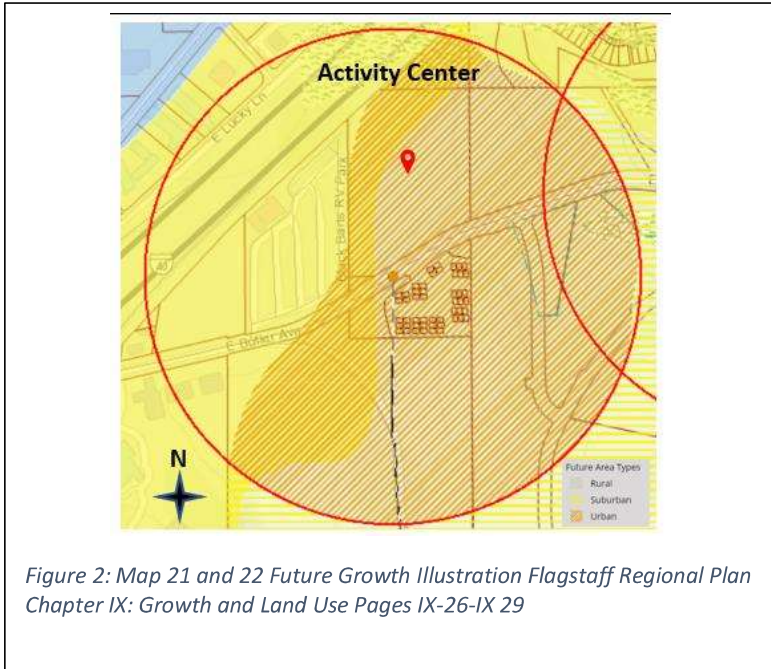 Activity Center
E Lucky Ln
Black Barts RV Park
40
E Butler Ave
N
Future Area Types
Rural
Suburban
Urban
Figure 2: Map 21 and 22 Future Growth Illustration Flagstaff Regional Plan
Chapter IX: Growth and Land Use Pages IX-26-IX 29